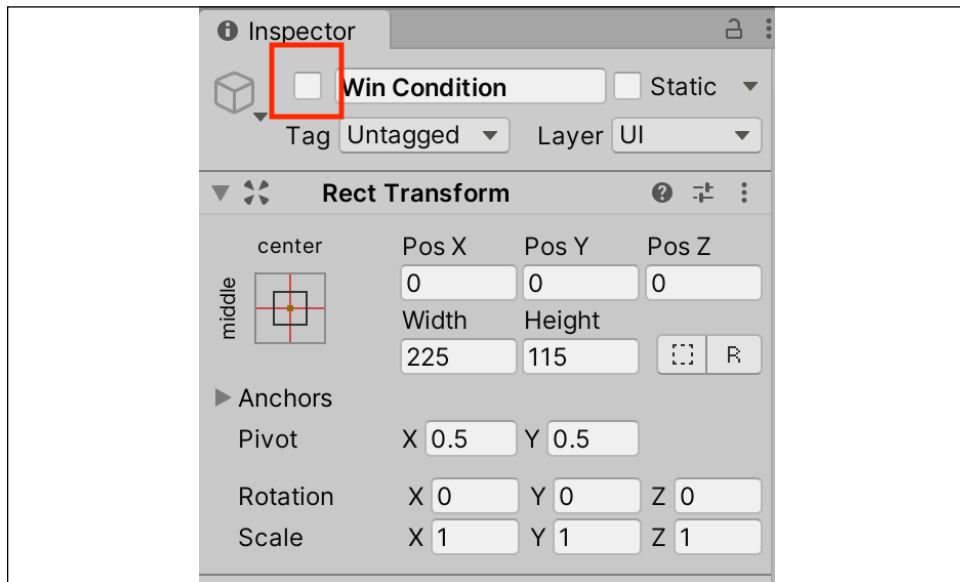 Inspector
Win Condition Static
Tag Untagged Layer UI
Rect Transform
center Pos X Pos Y Pos Z
middle
0 0 0
Width Height
225 115 R
Anchors
Pivot X 0.5 Y 0.5
Rotation X 0 Y 0 Z 0
Scale X 1 Y 1 Z 1